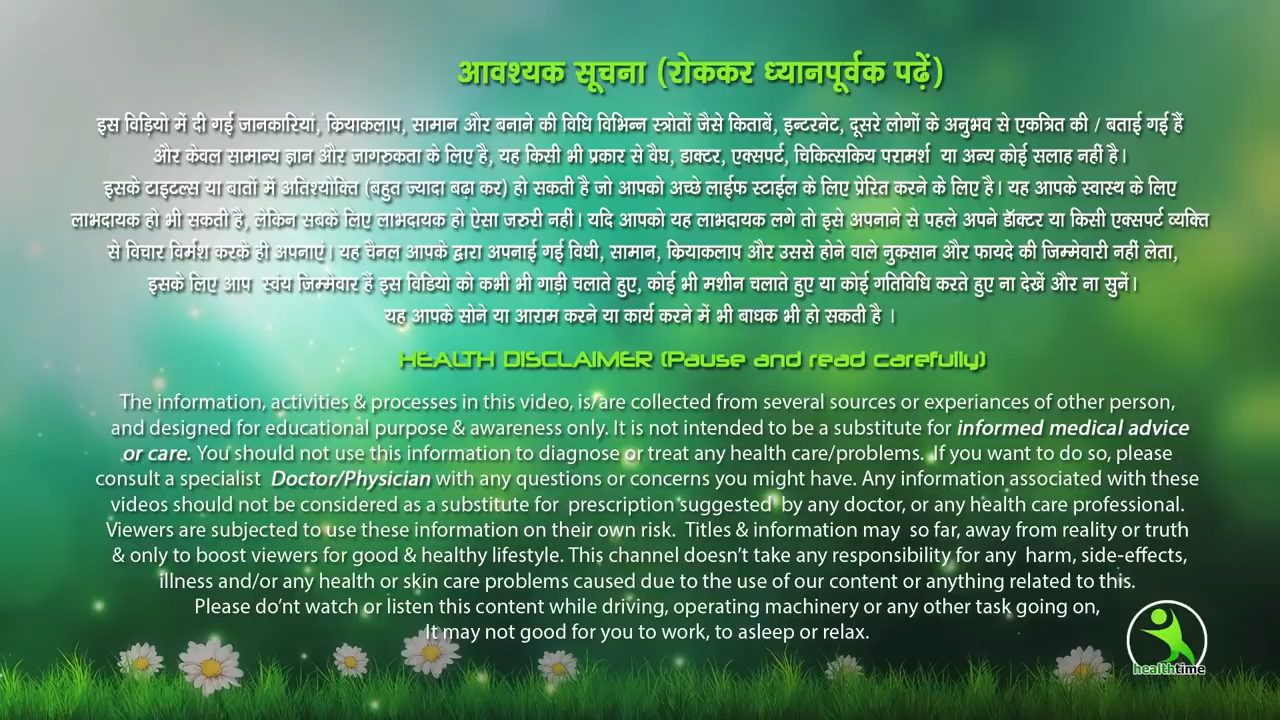 आवश्यक सूचना (रोककर ध्यानपूर्वक पढ़ें)
इस विड़ियो में दी गई जानकारियां, क्रियाकलाप, सामान और बनाने की विधि विभिन्न स्त्रोतों जैसे किताबें, इन्टरनेट, दूसरे लोगों के अनुभव से एकत्रित की / बताई गई हैं
और केवल सामान्य ज्ञान और जागरुकता के लिए है, यह किसी भी प्रकार से वैघ, डाक्टर, एक्सपर्ट, चिकित्सकिय परामर्श या अन्य कोई सलाह नहीं है।
इसके टाइटल्स या बातों में अतिश्योक्ति (बहुत ज्यादा बढ़ा कर) हो सकती है जो आपको अच्छे लाईफ स्टाईल के लिए प्रेरित करने के लिए है। यह आपके स्वास्थ के लिए
लाभदायक हो भी सकती है, लेकिन सबके लिए लाभदायक हो ऐसा जरुरी नहीं। यदि आपको यह लाभदायक लगे तो इसे अपनाने से पहले अपने डॉक्टर या किसी एक्सपर्ट व्यक्ति
से विचार विर्मश करके ही अपनाएं। यह चैनल आपके द्वारा अपनाई गई विधी, सामान, क्रियाकलाप और उससे होने वाले नुकसान और फायदे की जिम्मेवारी नहीं लेता,
इसके लिए आप स्वंय जिम्मेवार हैं इस विडियो को कभी भी गाड़ी चलाते हुए, कोई भी मशीन चलाते हुए या कोई गतिविधि करते हुए ना देखें और ना सुनें।
यह आपके सोने या आराम करने या कार्य करने में भी बाधक भी हो सकती है ।
HEALTH DISCLAIMER (Pause and read carefully)
The information, activities & processes in this video, is/are collected from several sources or experiances of other person,
and designed for educational purpose & awareness only. It is not intended to be a substitute for informed medical advice
or care. You should not use this information to diagnose or treat any health care/problems. If you want to do so, please
consult a specialist Doctor/Physician with any questions or concerns you might have. Any information associated with these
videos should not be considered as a substitute for prescription suggested by any doctor, or any health care professional.
Viewers are subjected to use these information on their own risk. Titles & information may so far, away from reality or truth
& only to boost viewers for good & healthy lifestyle. This channel doesn't take any responsibility for any harm, side-effects,
illness and/or any health or skin care problems caused due to the use of our content or anything related to this.
Please do'nt watch or listen this content while driving, operating machinery or any other task going on,
It may not good for you to work, to asleep or relax.
healthtime